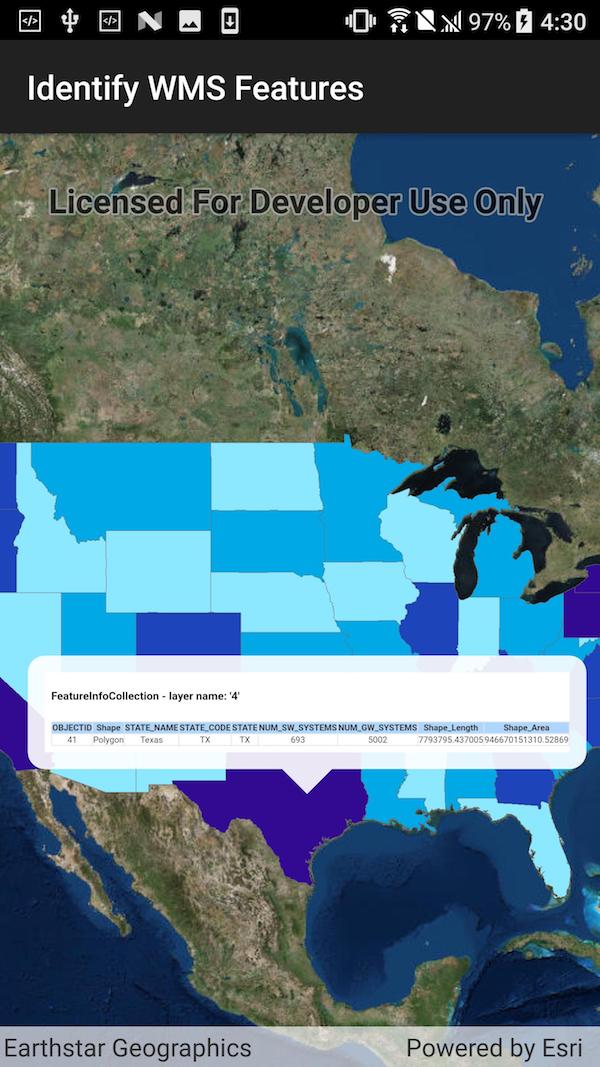 97% 4:30
Identify WMS Features
Licensed For Developer Use Only
FeatureInfoCollection - layer name: '4'
OBJECTID Shape STATE_NAME STATE_CODE STATE NUM_SW_SYSTEMS NUM_GW_SYSTEMS Shape_Length Shape_Area
41 Polygon Texas TX TX 693 5002 7793795.437005 946670151310.52869
Earthstar Geographics Powered by Esri